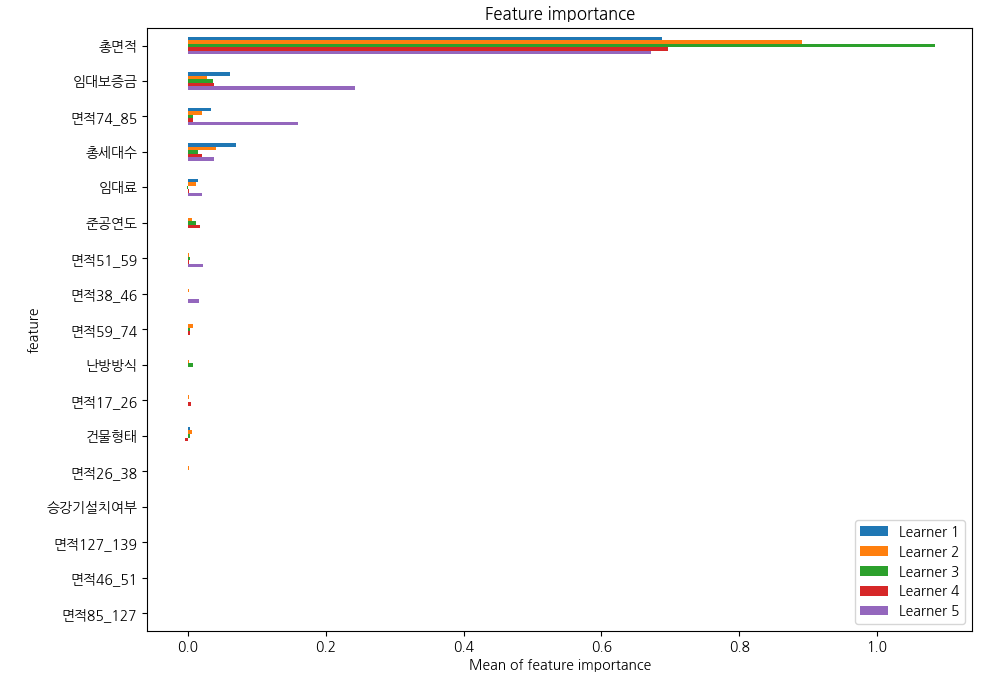 Feature importance
총면적
임대보증금
면적74_85
총세대수
임대료
준공연도
면적51_59
면적38_46
면적59_74
난방방식
면적17_26
건물형태
면적26_38
승강기설치여부
면적127_139
면적46_51
면적85_127
feature
Learner 1
Learner 2
Learner 3
Learner 4
Learner 5
0.0 0.2 0.4 0.6 0.8 1.0
Mean of feature importance